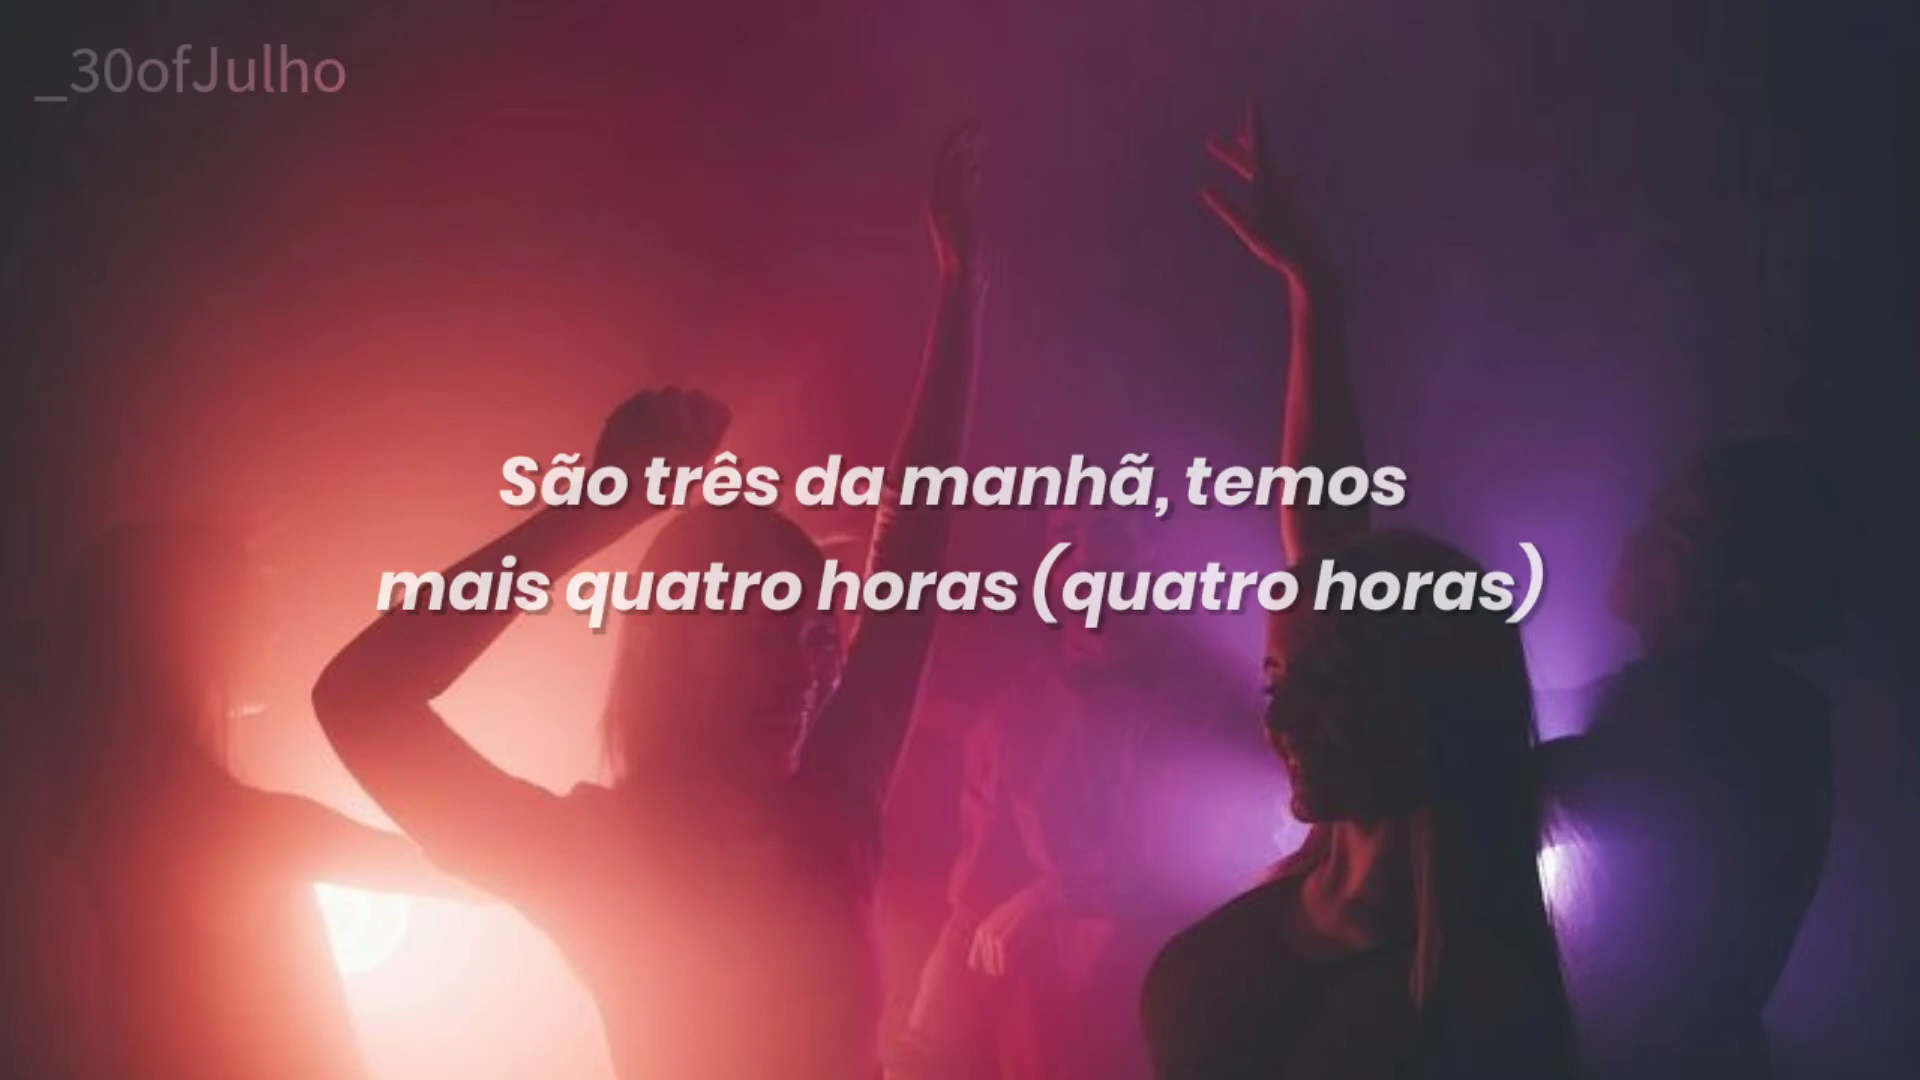 _30ofJulho
São três da manhã, temos
mais quatro horas (quatro horas)